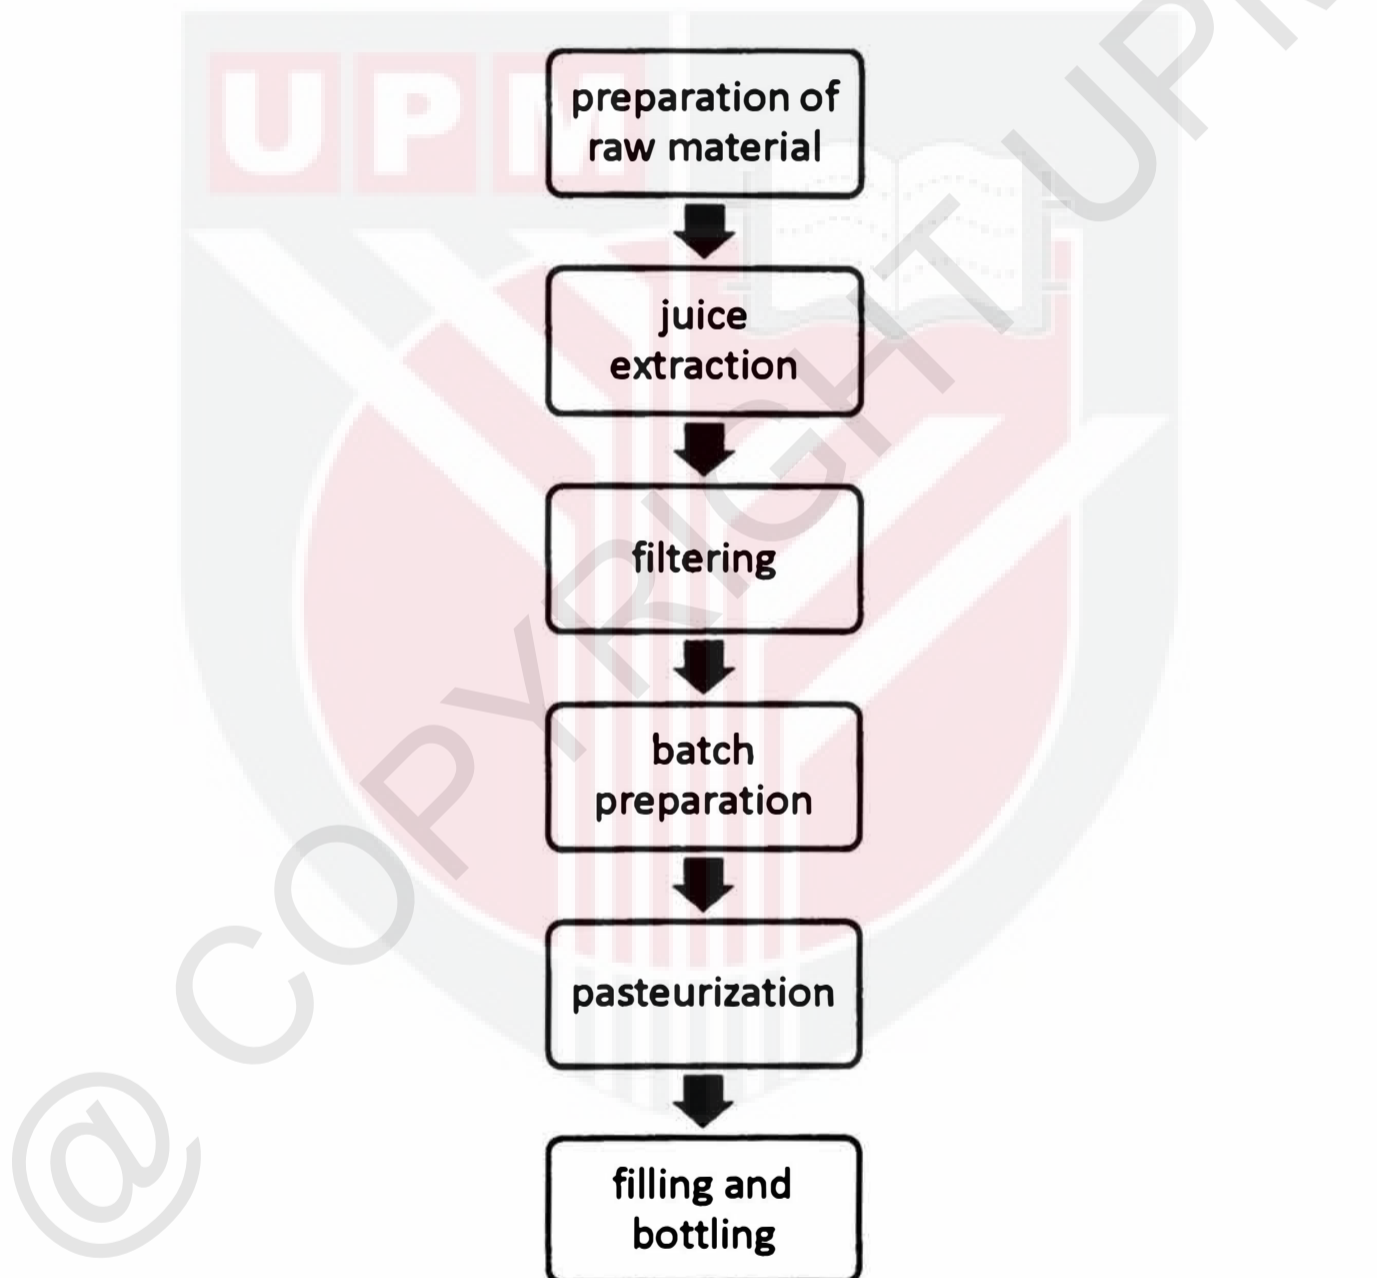 UPM
preparation of
raw material
juice
extraction
filtering
batch
preparation
pasteurization
filling and
bottling
@ COPYRIGHT UPM